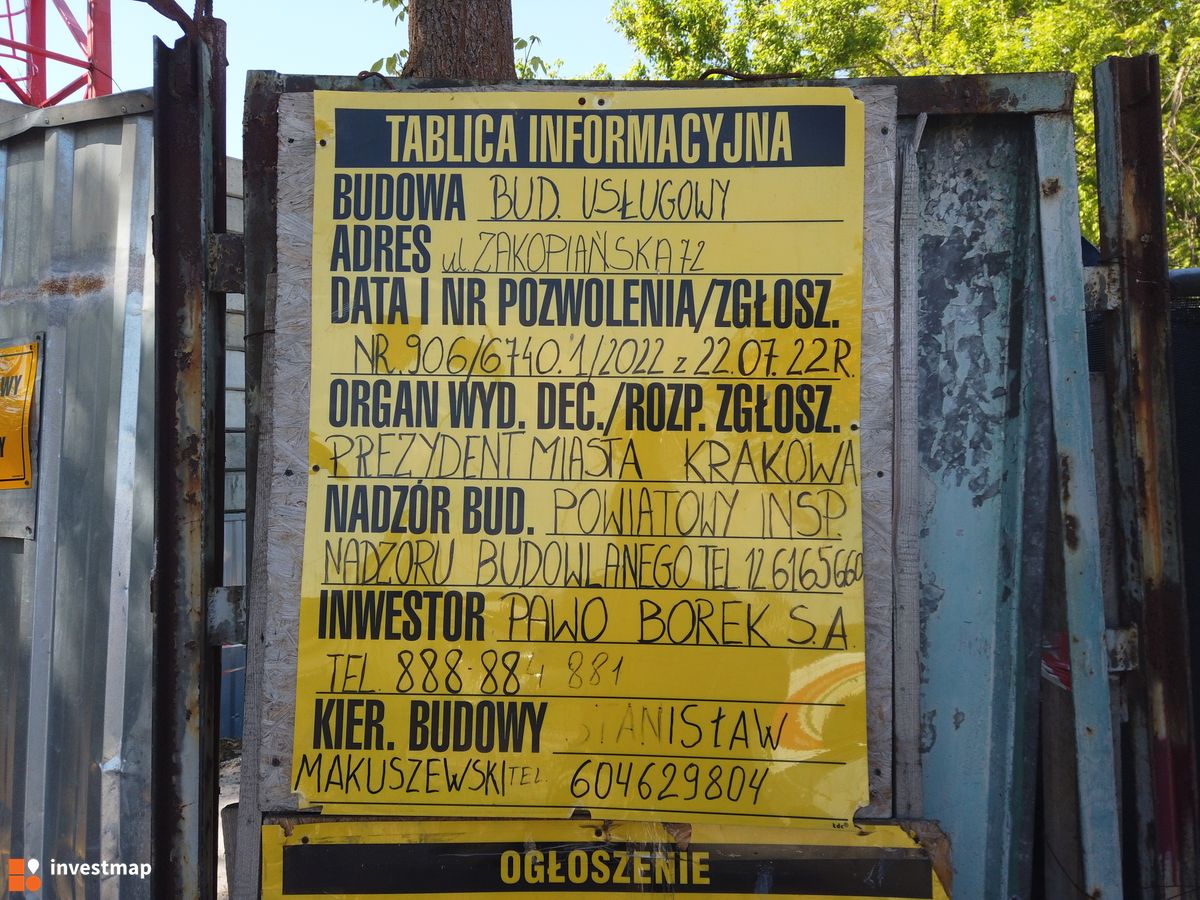 TABLICA INFORMACYJNA
BUDOWA BUD. USŁUGOWY
ADRES ul. ZAKOPIAŃSKA 72
DATA I NR POZWOLENIA/ZGŁOSZ.
NR. 906/6740.1/2022 z 22.07.22R.
ORGAN WYD. DEC./ROZP. ZGŁOSZ.
PREZYDENT MIASTA KRAKOWA
NADZÓR BUD. POWIATOWY INSP.
NADZORU BUDOWLANEGO TEL 12 6165660
INWESTOR PAWO BOREK S.A.
TEL. 888-884 881
KIER. BUDOWY STANISŁAW
MAKUSZEWSKI TEL. 604629804
OGŁOSZENIE
investmap